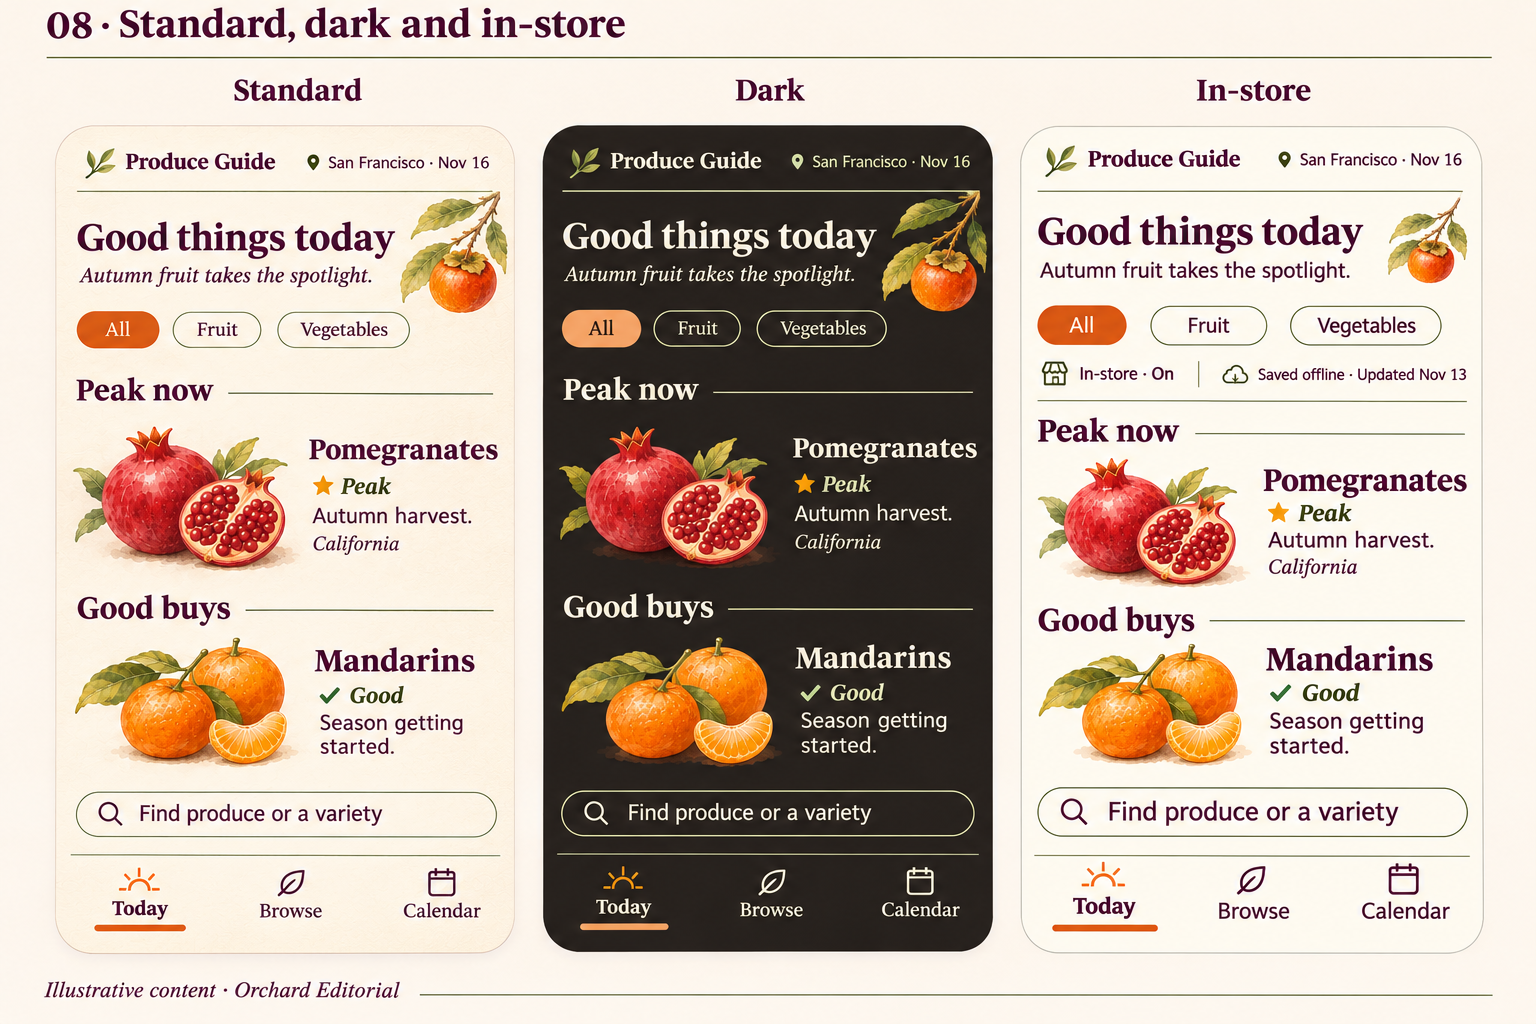 08 · Standard, dark and in-store
Standard
Produce Guide
San Francisco · Nov 16
Good things today
Autumn fruit takes the spotlight.
All
Fruit
Vegetables
Peak now
Pomegranates
Peak
Autumn harvest.
California
Good buys
Mandarins
Good
Season getting
started.
Find produce or a variety
Today
Browse
Calendar
Dark
Produce Guide
San Francisco · Nov 16
Good things today
Autumn fruit takes the spotlight.
All
Fruit
Vegetables
Peak now
Pomegranates
Peak
Autumn harvest.
California
Good buys
Mandarins
Good
Season getting
started.
Find produce or a variety
Today
Browse
Calendar
In-store
Produce Guide
San Francisco · Nov 16
Good things today
Autumn fruit takes the spotlight.
All
Fruit
Vegetables
In-store · On
Saved offline · Updated Nov 13
Peak now
Pomegranates
Peak
Autumn harvest.
California
Good buys
Mandarins
Good
Season getting
started.
Find produce or a variety
Today
Browse
Calendar
Illustrative content · Orchard Editorial